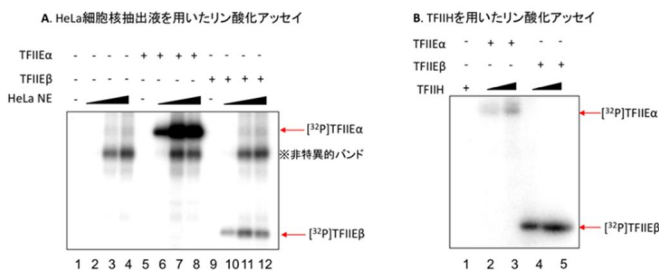 A. HeLa細胞核抽出液を用いたリン酸化アッセイ
TFIIEα - - - - + + + + - - - -
TFIIEβ - - - - - - - - + + + +
HeLa NE - - -
[³²P]TFIIEα
※非特異的バンド
[³²P]TFIIEβ
1 2 3 4 5 6 7 8 9 10 11 12
B. TFIIHを用いたリン酸化アッセイ
TFIIEα - + + - -
TFIIEβ - - - + +
TFIIH +
[³²P]TFIIEα
[³²P]TFIIEβ
1 2 3 4 5